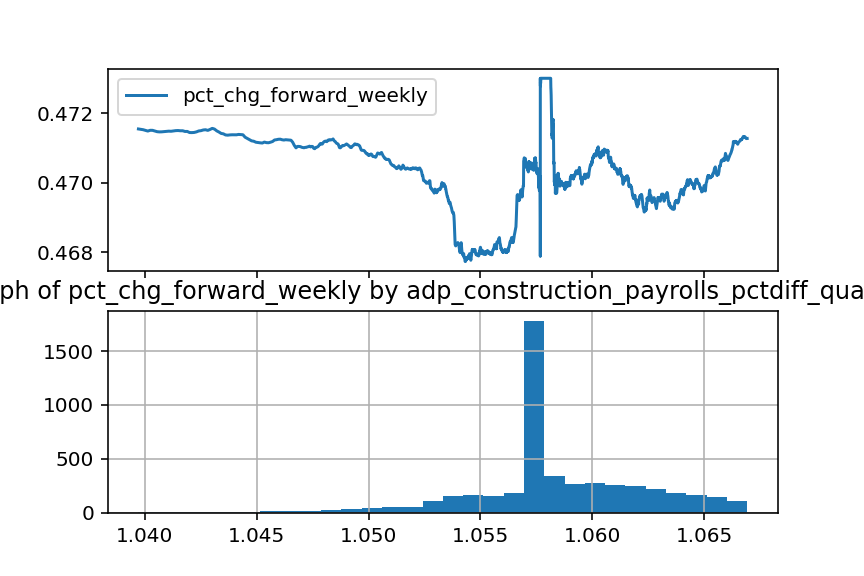 pct_chg_forward_weekly
0.472
0.470
0.468
ph of pct_chg_forward_weekly by adp_construction_payrolls_pctdiff_qua
1500
1000
500
0
1.040 1.045 1.050 1.055 1.060 1.065